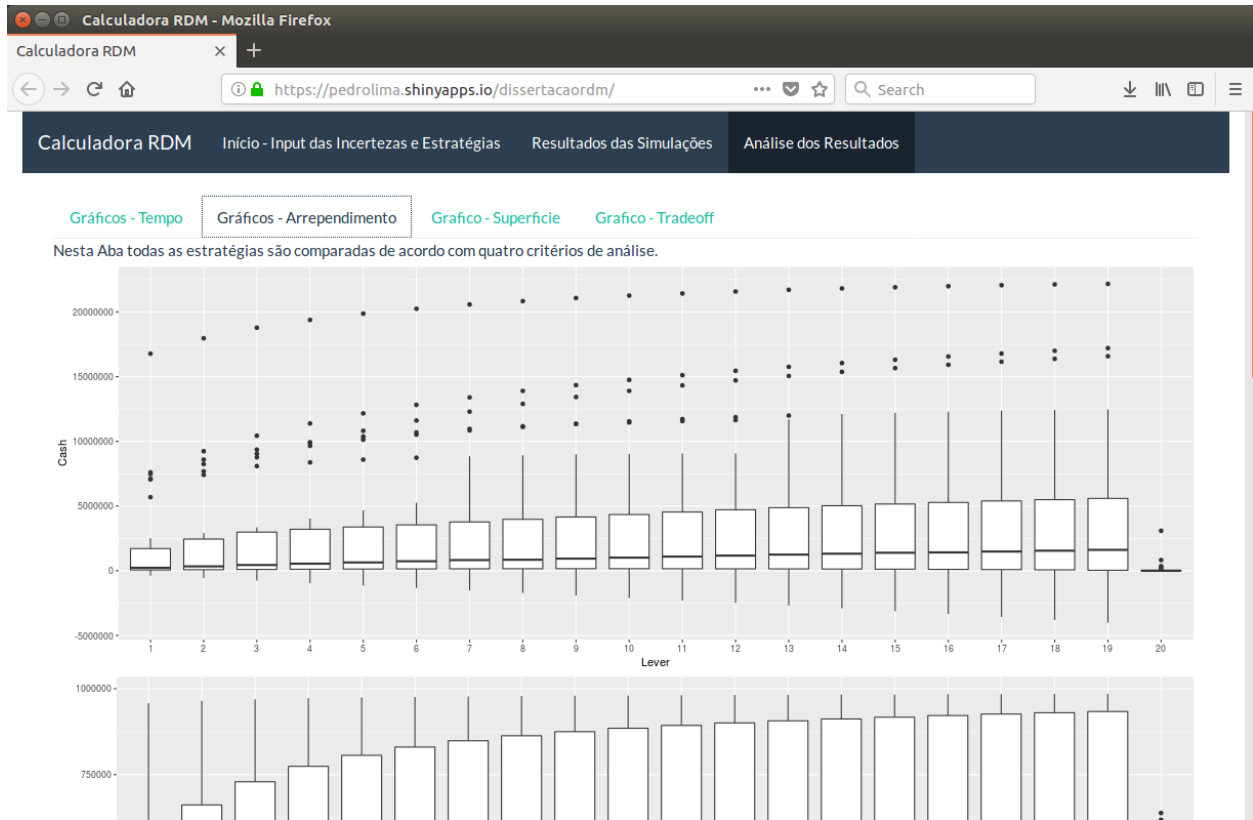 Calculadora RDM - Mozilla Firefox
Calculadora RDM
https://pedrolima.shinyapps.io/dissertacaordm/
Search
Calculadora RDM Início - Input das Incertezas e Estratégias Resultados das Simulações Análise dos Resultados
Gráficos - Tempo Gráficos - Arrependimento Grafico - Superficie Grafico - Tradeoff
Nesta Aba todas as estratégias são comparadas de acordo com quatro critérios de análise.
20000000
15000000
10000000
Cash
5000000
0
-5000000
1 2 3 4 5 6 7 8 9 10 11 12 13 14 15 16 17 18 19 20
Lever
1000000
750000